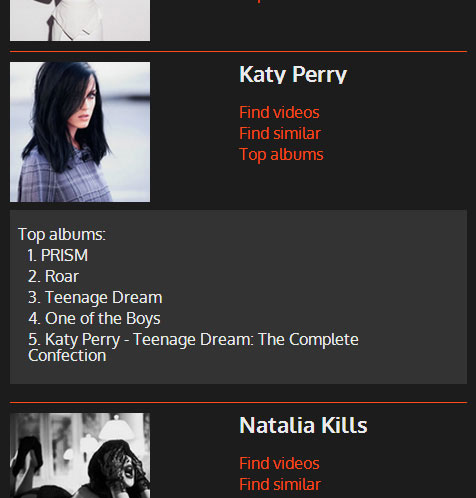 Katy Perry
Find videos
Find similar
Top albums
Top albums:
1. PRISM
2. Roar
3. Teenage Dream
4. One of the Boys
5. Katy Perry - Teenage Dream: The Complete
Confection
Natalia Kills
Find videos
Find similar